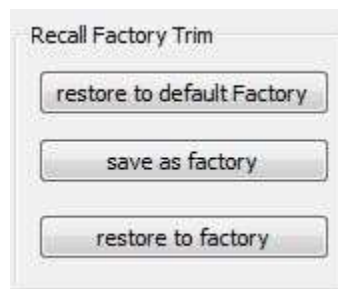 Recall Factory Trim
restore to default Factory
save as factory
restore to factory